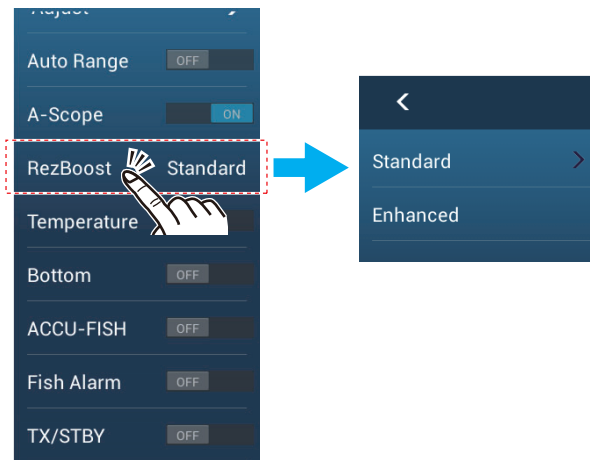 Adjust
Auto Range OFF
A-Scope ON
RezBoost Standard
Temperature
Bottom OFF
ACCU-FISH OFF
Fish Alarm OFF
TX/STBY OFF
Standard
Enhanced